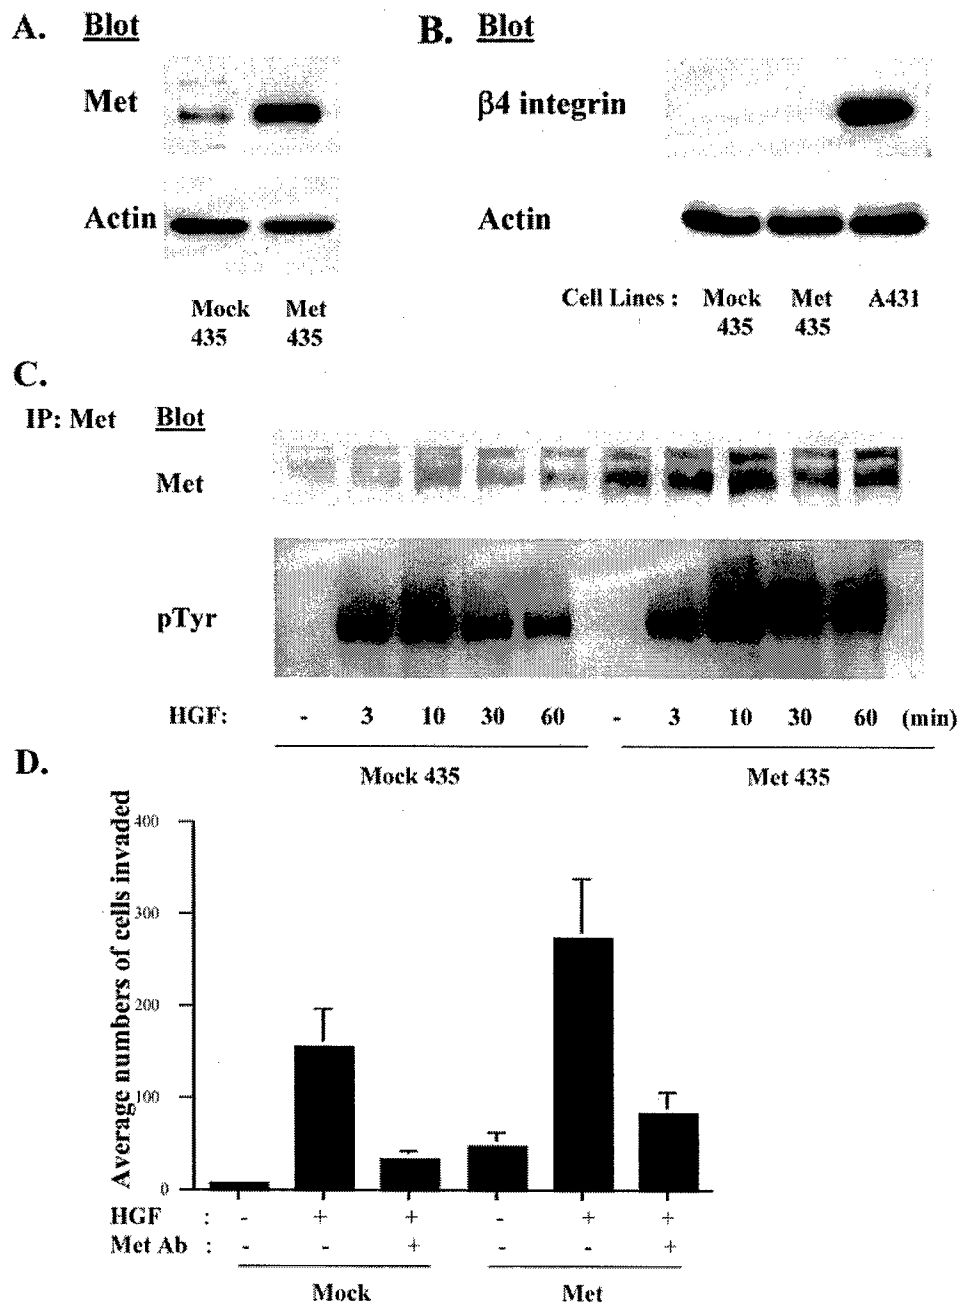 A. Blot
Met
Actin
Mock Met
435 435
B. Blot
β4 integrin
Actin
Cell Lines : Mock Met A431
435 435
C.
IP: Met Blot
Met
pTyr
HGF: - 3 10 30 60 - 3 10 30 60 (min)
Mock 435 Met 435
D.
Average numbers of cells invaded
400
300
200
100
0
HGF : - + + - + +
Met Ab : - - + - - +
Mock Met